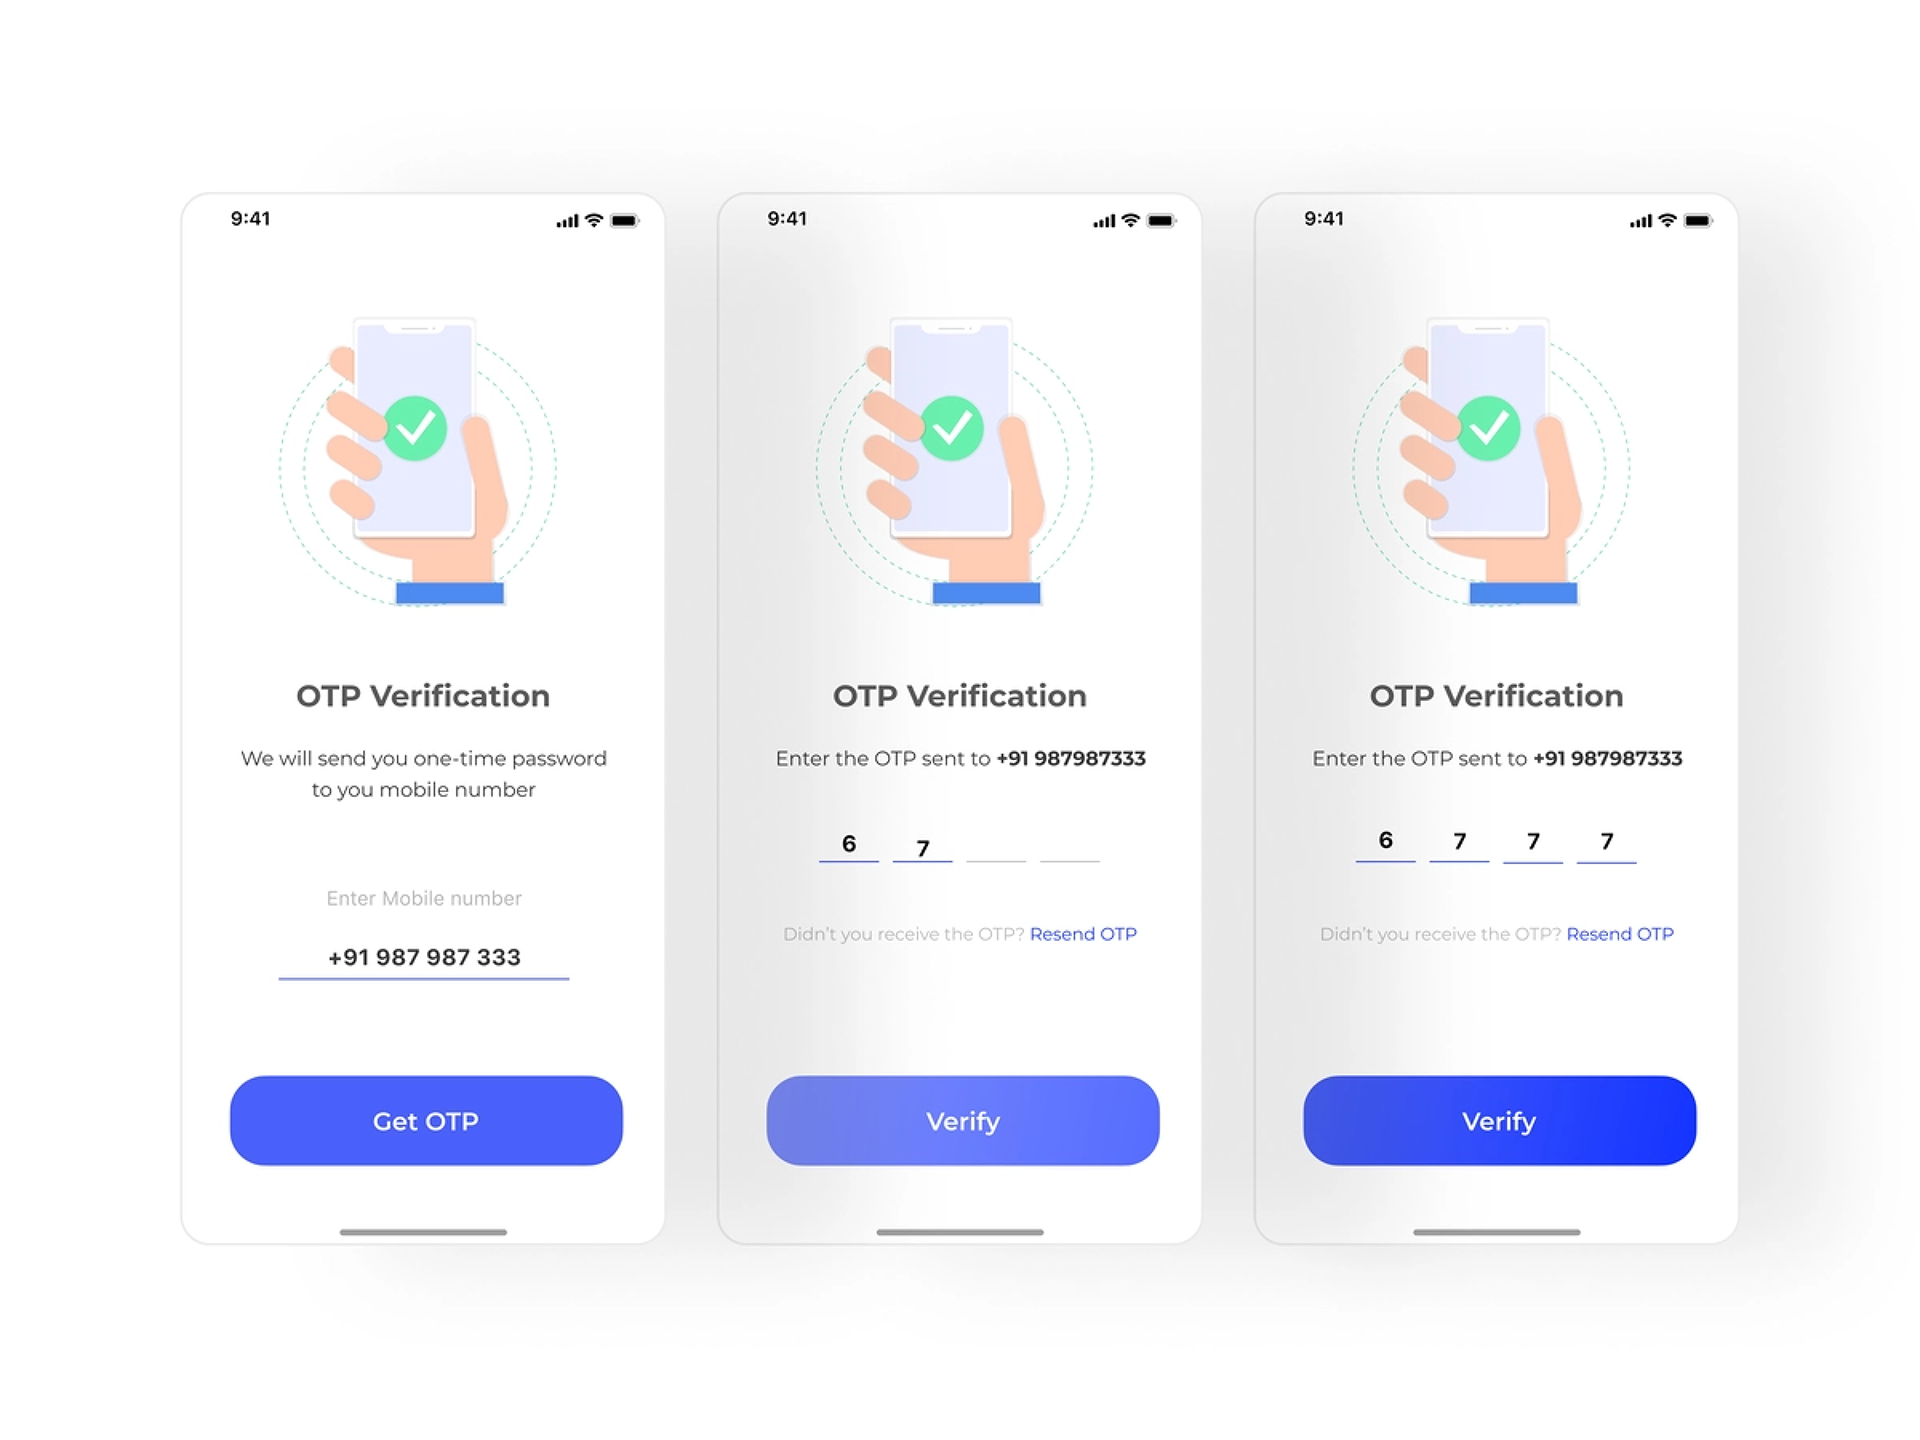 9:41
OTP Verification
We will send you one-time password
to you mobile number
Enter Mobile number
+91 987 987 333
Get OTP
9:41
OTP Verification
Enter the OTP sent to +91 987987333
6 7
Didn't you receive the OTP? Resend OTP
Verify
9:41
OTP Verification
Enter the OTP sent to +91 987987333
6 7 7 7
Didn't you receive the OTP? Resend OTP
Verify